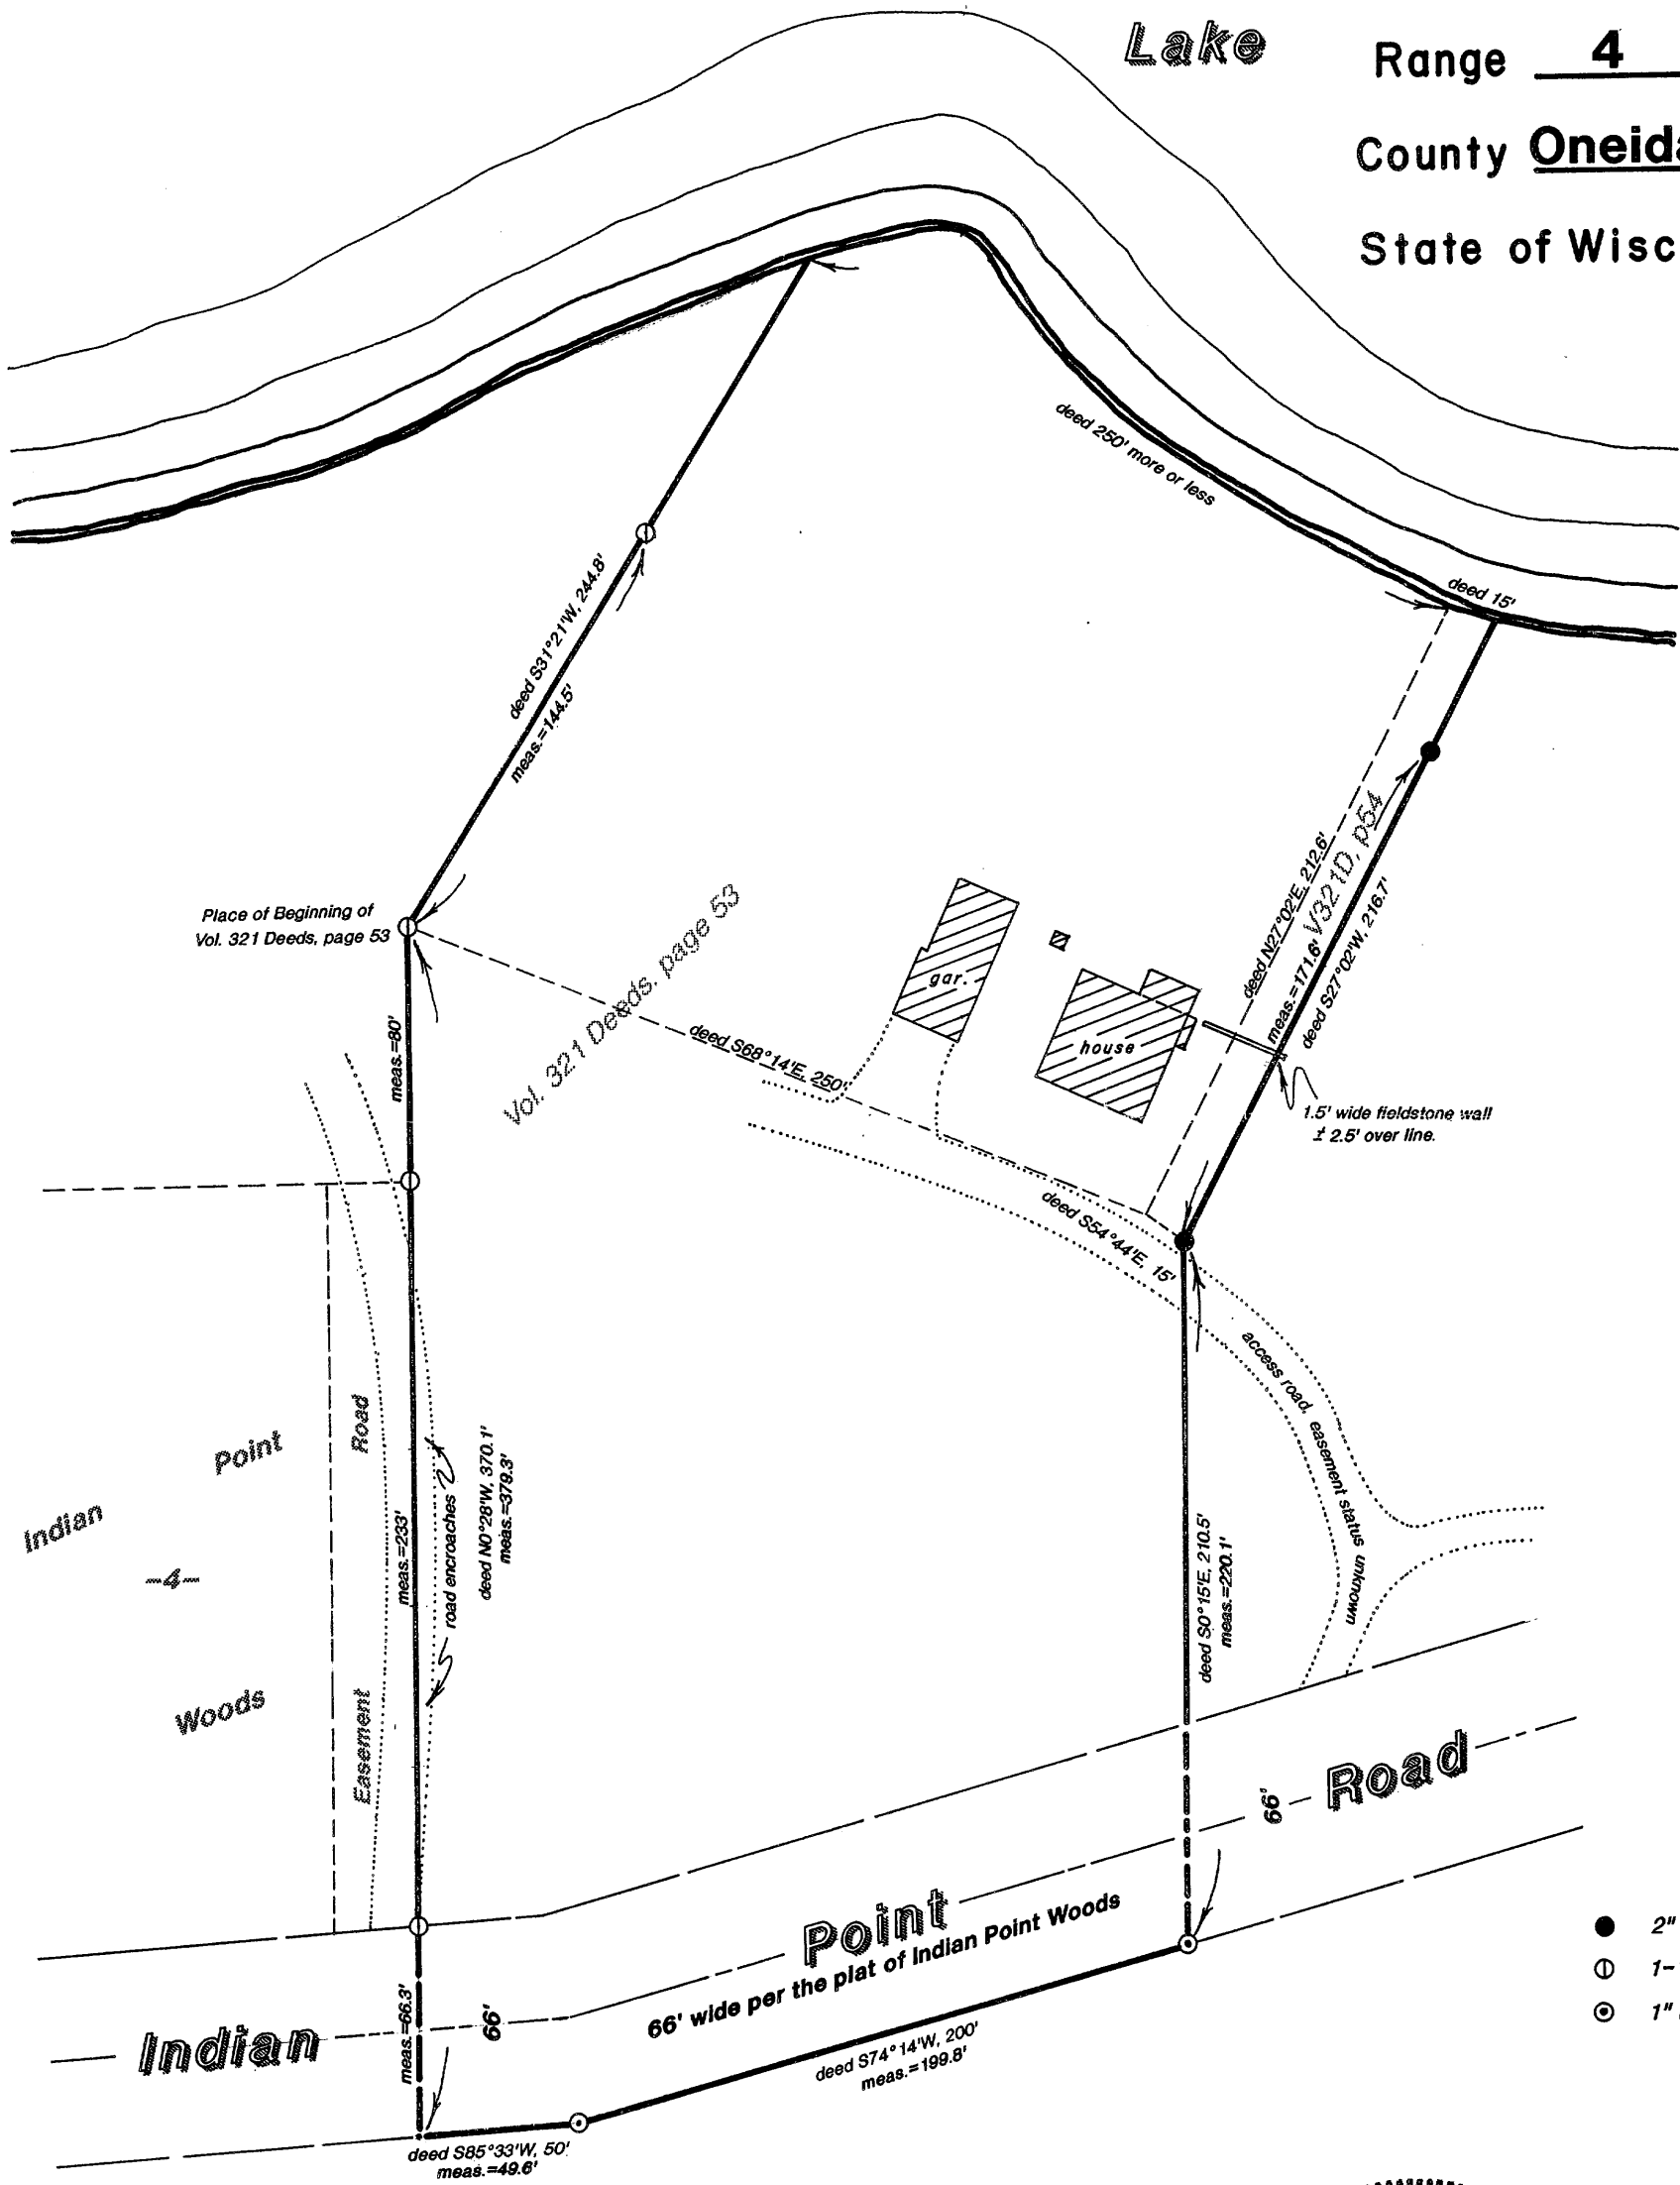 Lake
Range 4
County Oneida
State of Wisc
deed 250' more or less
deed 15'
deed S31°21'W, 244.8'
meas.=144.5'
Place of Beginning of
Vol. 321 Deeds, page 53
Vol. 321 Deeds, page 53
gar.
house
deed N27°02'E, 212.6'
V321D, p54
meas.=171.6'
deed S27°02'W, 216.7'
1.5' wide fieldstone wall
± 2.5' over line.
meas.=80'
deed S68°14'E, 250'
deed S54°44'E, 15'
access road, easement status unknown
Indian
Point
-4-
Woods
Road
Easement
meas.=233'
road encroaches
deed N0°28'W, 370.1'
meas.=379.3'
deed S0°15'E, 210.5'
meas.=220.1'
Indian
Point
Road
66'
66'
66' wide per the plat of Indian Point Woods
meas.=66.3'
deed S74°14'W, 200'
meas.=199.8'
deed S85°33'W, 50'
meas.=49.6'
2"
1-
1"